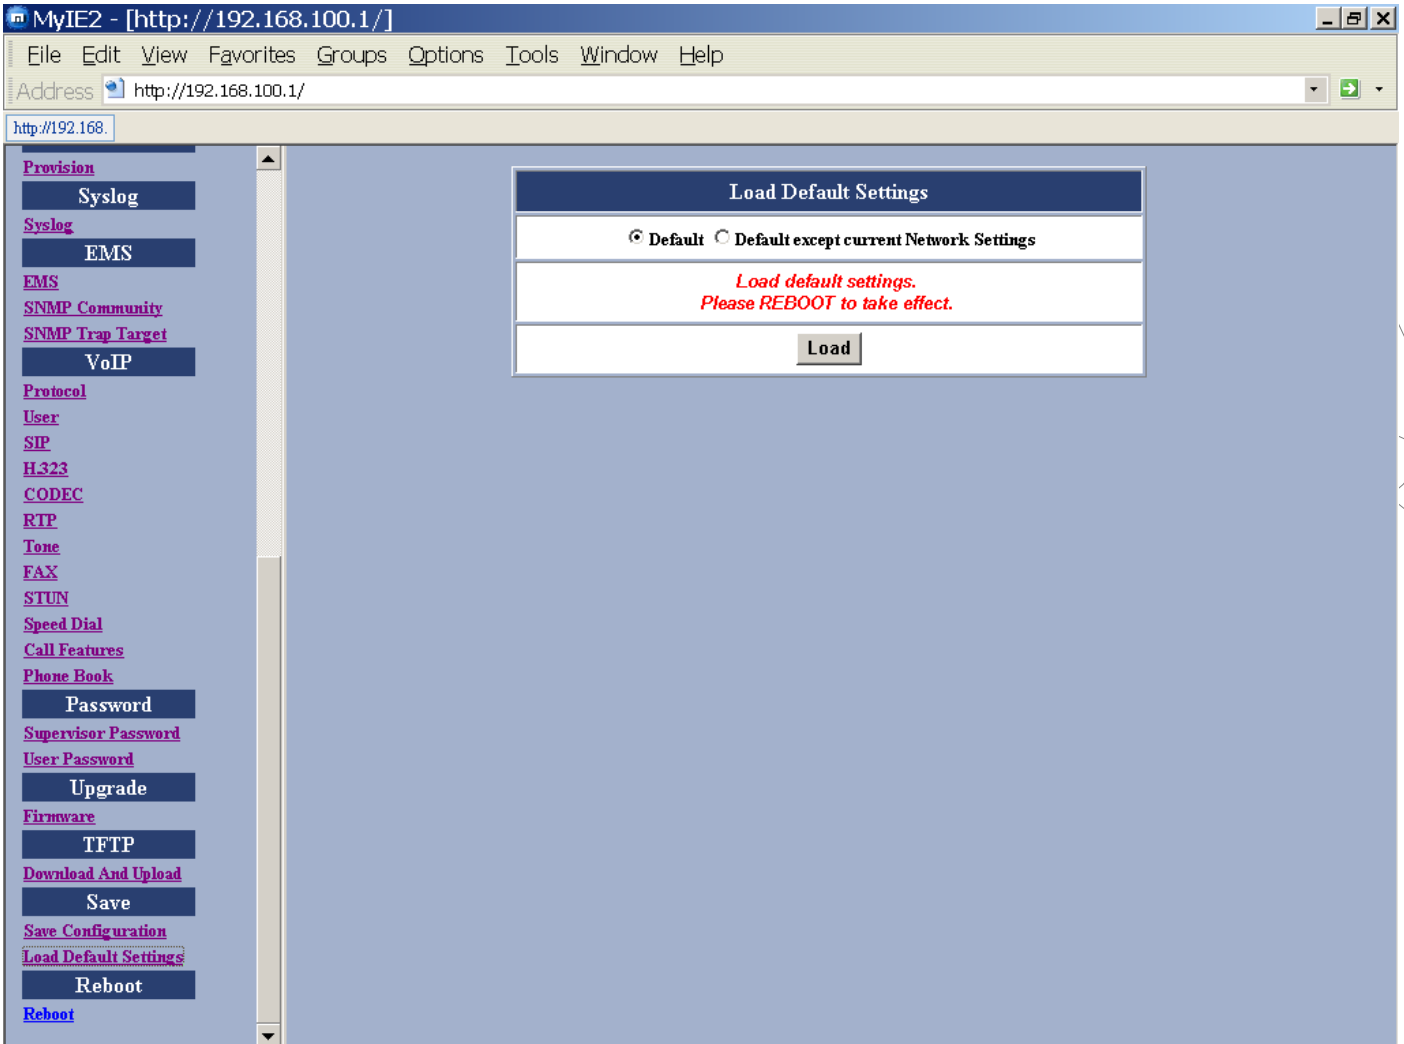 MyIE2 - [http://192.168.100.1/]
File Edit View Favorites Groups Options Tools Window Help
Address http://192.168.100.1/
http://192.168.
Provision
Syslog
Syslog
EMS
EMS
SNMP Community
SNMP Trap Target
VoIP
Protocol
User
SIP
H.323
CODEC
RTP
Tone
FAX
STUN
Speed Dial
Call Features
Phone Book
Password
Supervisor Password
User Password
Upgrade
Firmware
TFTP
Download And Upload
Save
Save Configuration
Load Default Settings
Reboot
Reboot
Load Default Settings
Default Default except current Network Settings
Load default settings.
Please REBOOT to take effect.
Load